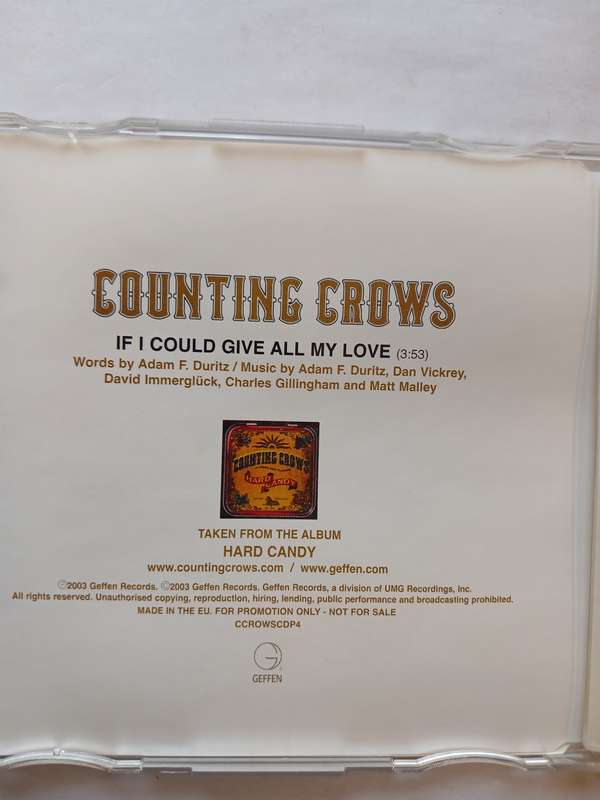 COUNTING CROWS
IF I COULD GIVE ALL MY LOVE (3:53)
Words by Adam F. Duritz / Music by Adam F. Duritz, Dan Vickrey,
David Immerglück, Charles Gillingham and Matt Malley
COUNTING CROWS
HARD CANDY
TAKEN FROM THE ALBUM
HARD CANDY
www.countingcrows.com / www.geffen.com
℗2003 Geffen Records. ©2003 Geffen Records. Geffen Records, a division of UMG Recordings, Inc.
All rights reserved. Unauthorised copying, reproduction, hiring, lending, public performance and broadcasting prohibited.
MADE IN THE EU. FOR PROMOTION ONLY - NOT FOR SALE
CCROWSCDP4
GEFFEN